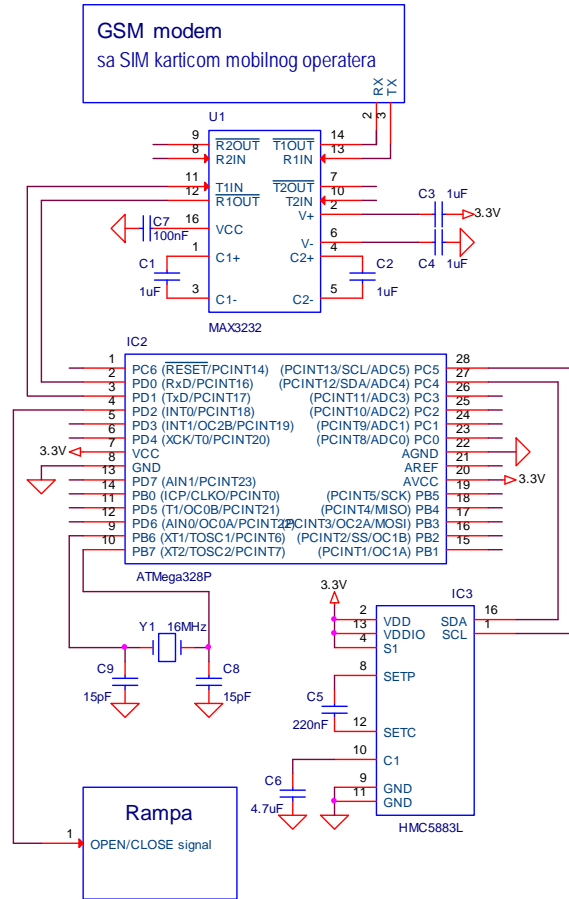 GSM modem
sa SIM karticom mobilnog operatera
RX
TX
2
3
U1
9 R2OUT T1OUT 14
8 R2IN R1IN 13
11 T1IN T2OUT 7
12 R1OUT T2IN 10
V+ 2
C3 1uF 3.3V
C7 100nF 16 VCC V- 6
C4 1uF
1 C1+ C2+ 4
C1 1uF C2 1uF
3 C1- C2- 5
MAX3232
IC2
1 PC6 (RESET/PCINT14) (PCINT13/SCL/ADC5) PC5 28
2 PD0 (RxD/PCINT16) (PCINT12/SDA/ADC4) PC4 27
3 PD1 (TxD/PCINT17) (PCINT11/ADC3) PC3 26
4 PD2 (INT0/PCINT18) (PCINT10/ADC2) PC2 25
5 PD3 (INT1/OC2B/PCINT19) (PCINT9/ADC1) PC1 24
6 PD4 (XCK/T0/PCINT20) (PCINT8/ADC0) PC0 23
3.3V 7 VCC AGND 22
8 GND AREF 21
13 PD7 (AIN1/PCINT23) AVCC 20 3.3V
14 PB0 (ICP/CLKO/PCINT0) (PCINT5/SCK) PB5 19
11 PD5 (T1/OC0B/PCINT21) (PCINT4/MISO) PB4 18
12 PD6 (AIN0/OC0A/PCINT22) (PCINT3/OC2A/MOSI) PB3 17
9 PB6 (XT1/TOSC1/PCINT6) (PCINT2/SS/OC1B) PB2 16
10 PB7 (XT2/TOSC2/PCINT7) (PCINT1/OC1A) PB1 15
ATMega328P
Y1 16MHz
C9 15pF
C8 15pF
3.3V
IC3
2 VDD SDA 16
13 VDDIO SCL 1
4 S1
8 SETP
C5 220nF
12 SETC
10 C1
C6 4.7uF
9 GND
11 GND
HMC5883L
Rampa
1 OPEN/CLOSE signal